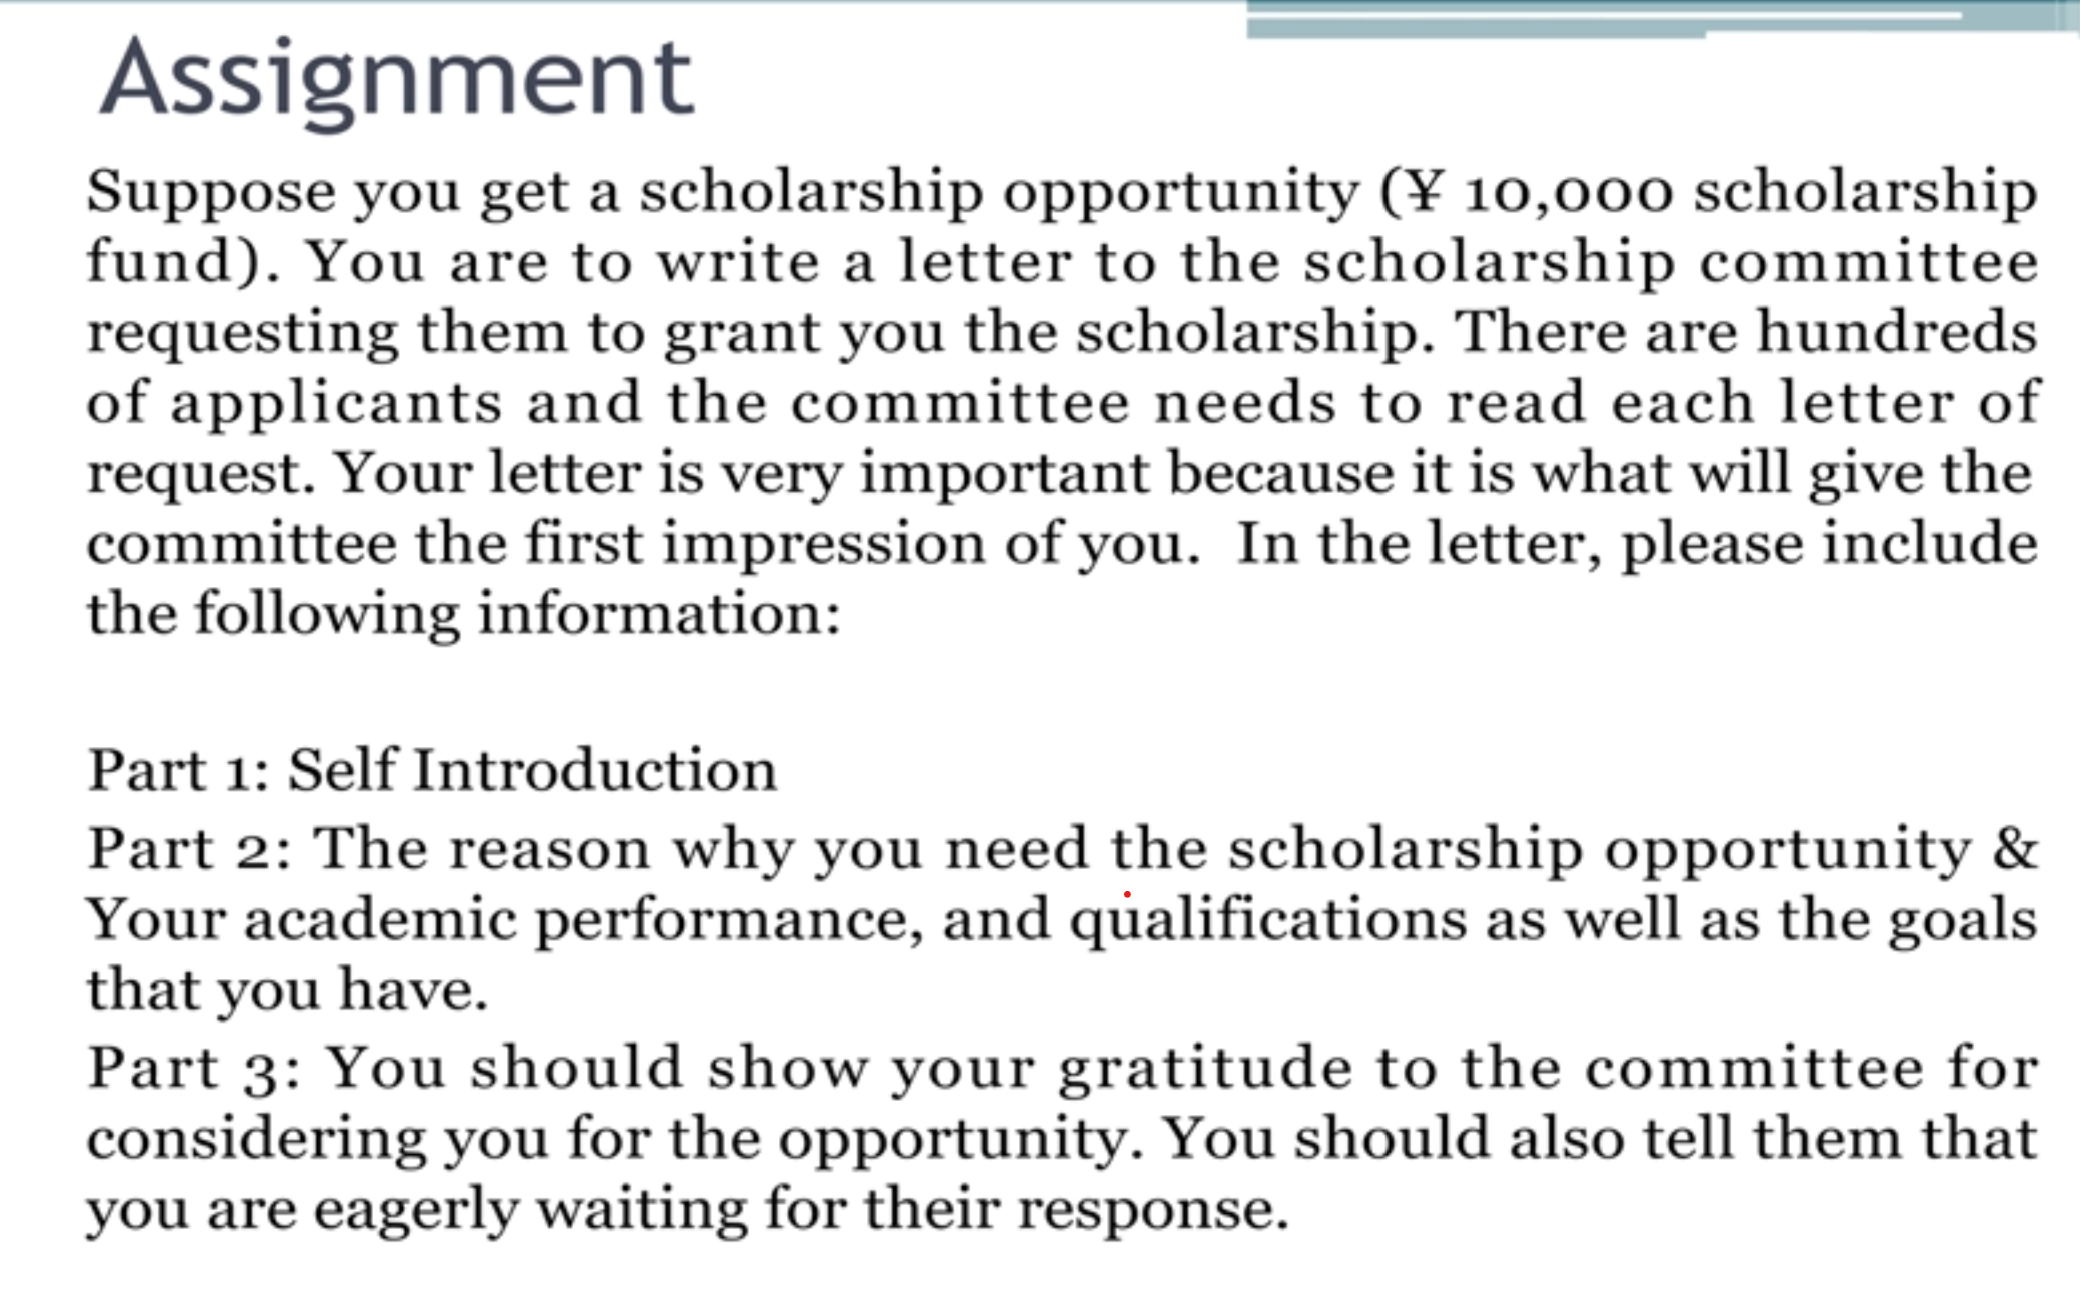 Assignment
Suppose you get a scholarship opportunity (¥ 10,000 scholarship
fund). You are to write a letter to the scholarship committee
requesting them to grant you the scholarship. There are hundreds
of applicants and the committee needs to read each letter of
request. Your letter is very important because it is what will give the
committee the first impression of you. In the letter, please include
the following information:
Part 1: Self Introduction
Part 2: The reason why you need the scholarship opportunity &
Your academic performance, and qualifications as well as the goals
that you have.
Part 3: You should show your gratitude to the committee for
considering you for the opportunity. You should also tell them that
you are eagerly waiting for their response.